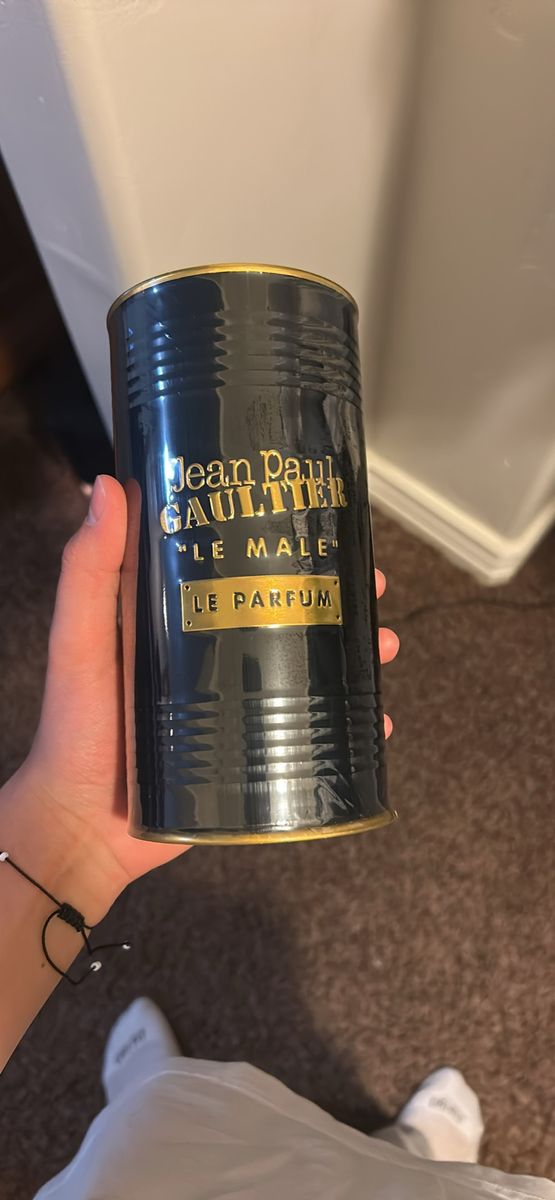 Jean Paul
GAULTIER
"LE MALE"
LE PARFUM